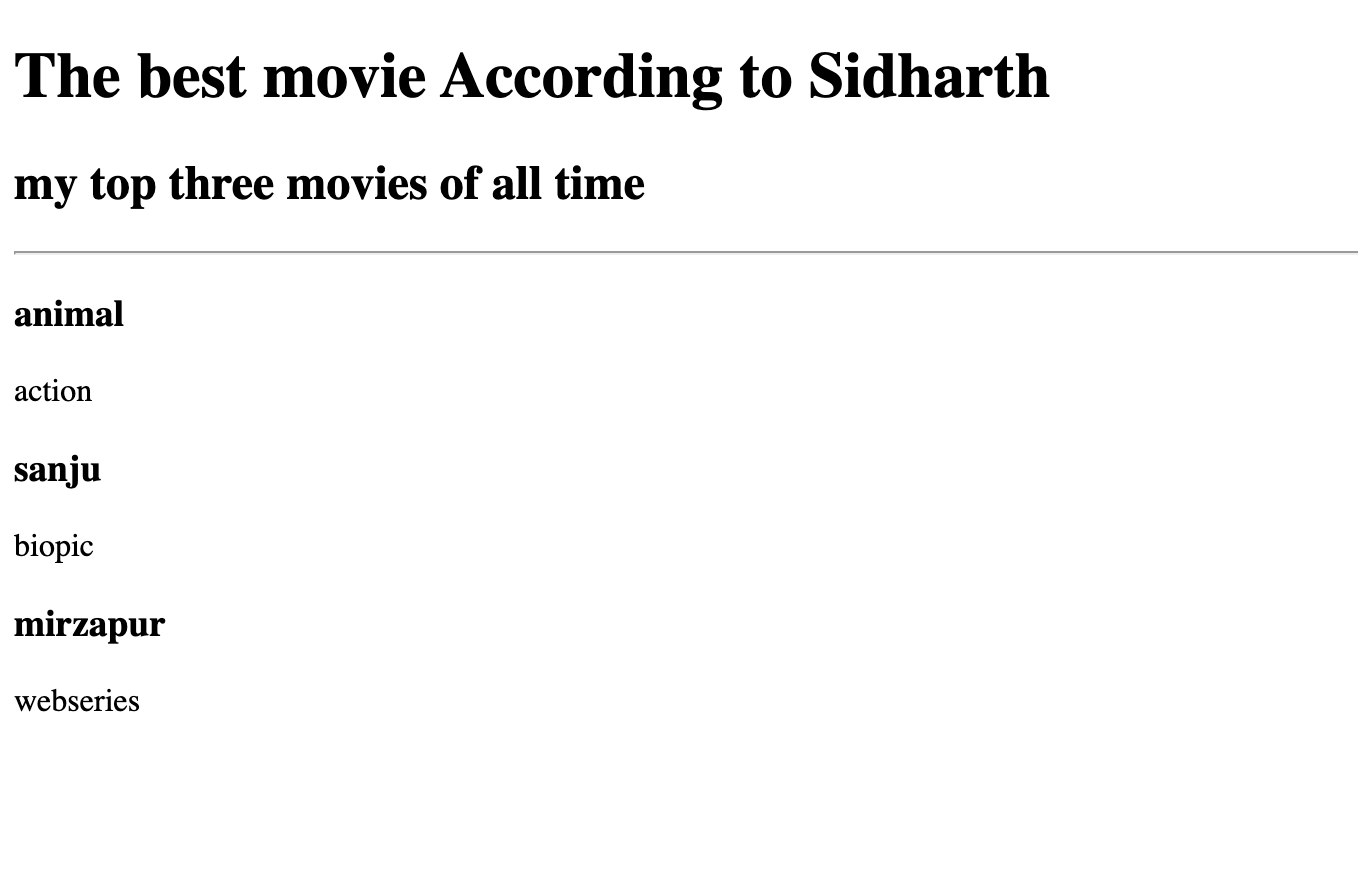 The best movie According to Sidharth
my top three movies of all time
animal
action
sanju
biopic
mirzapur
webseries